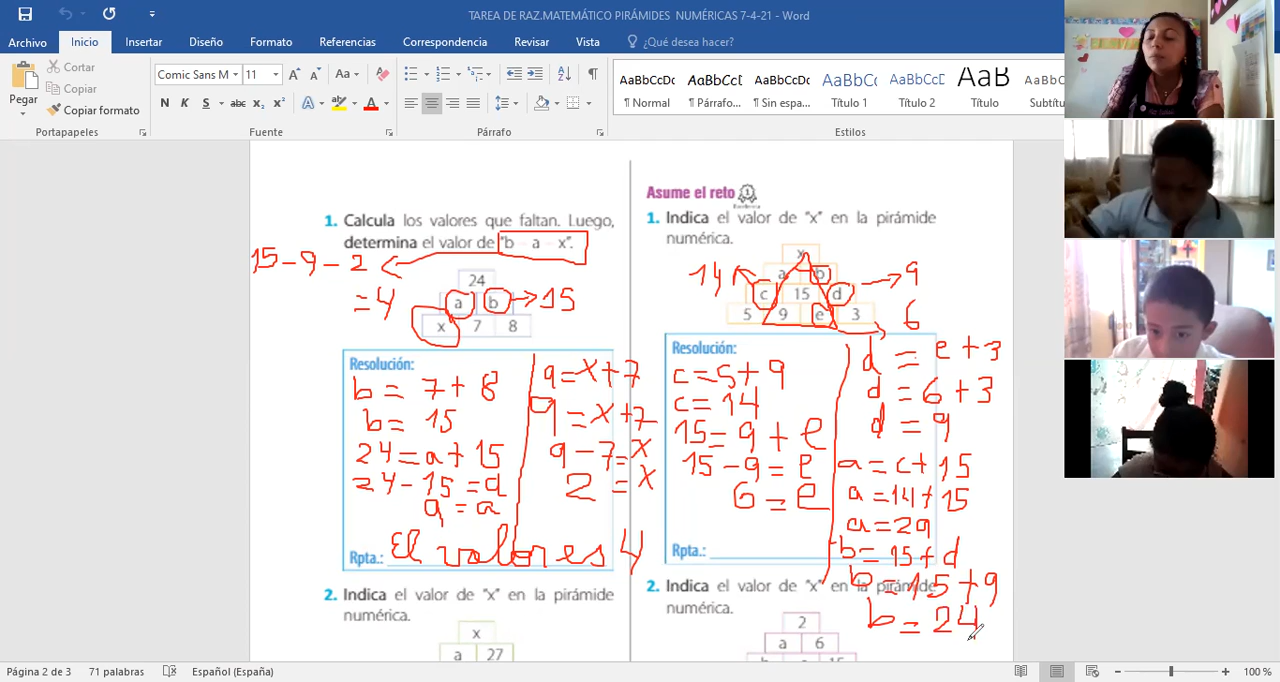 TAREA DE RAZ.MATEMÁTICO PIRÁMIDES NUMÉRICAS 7-4-21 - Word
Archivo Inicio Insertar Diseño Formato Referencias Correspondencia Revisar Vista ¿Qué desea hacer?
Pegar
Cortar
Copiar
Copiar formato
Portapapeles
Comic Sans M 11
N K S abc x₂ x²
Fuente
Párrafo
AaBbCcDc AaBbCcDc AaBbCcDc AaBbCcC AaBbCcD AaB AaBbCcD
¶ Normal ¶ Párrafo... ¶ Sin espa... Título 1 Título 2 Título Subtítu
Estilos
1. Calcula los valores que faltan. Luego,
determina el valor de "b - a - x".
15 - 9 - 2
= 4
24
a b → 15
x 7 8
Resolución:
b = 7 + 8
b = 15
24 = a + 15
24 - 15 = a
9 = a
a = x + 7
9 = x + 7
9 - 7 = x
2 = x
Rpta.: El valor es 4
2. Indica el valor de "x" en la pirámide
numérica.
x
a 27
Asume el reto 1
1. Indica el valor de "x" en la pirámide
numérica.
x
a b
14 c 15 d 9
5 9 e 3 6
Resolución:
c = 5 + 9
c = 14
15 = 9 + e
15 - 9 = e
6 = e
d = e + 3
d = 6 + 3
d = 9
a = c + 15
a = 14 + 15
a = 29
b = 15 + d
b = 15 + 9
b = 24
Rpta.:
2. Indica el valor de "x" en la pirámide
numérica.
2
a 6
Página 2 de 3 71 palabras Español (España) 100 %